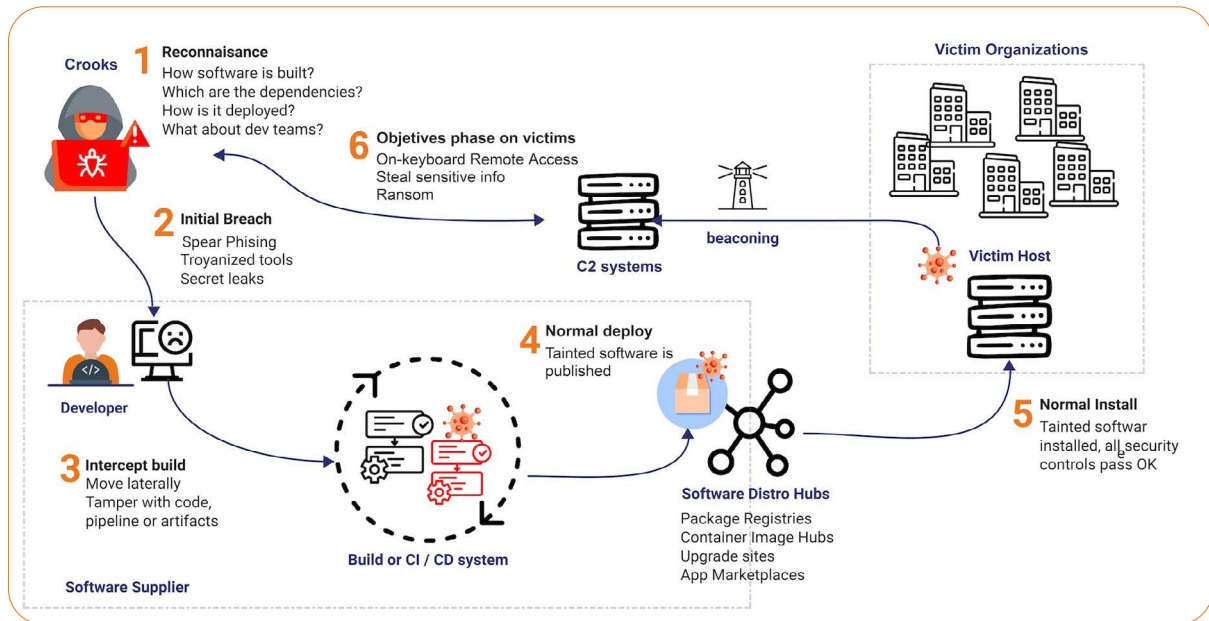 Crooks
1
Reconnaisance
How software is built?
Which are the dependencies?
How is it deployed?
What about dev teams?
6
Objetives phase on victims
On-keyboard Remote Access
Steal sensitive info
Ransom
Victim Organizations
2
Initial Breach
Spear Phising
Troyanized tools
Secret leaks
C2 systems
beaconing
Victim Host
4
Normal deploy
Tainted software is
published
</>
Developer
3
Intercept build
Move laterally
Tamper with code,
pipeline or artifacts
Build or CI / CD system
Software Distro Hubs
Package Registries
Container Image Hubs
Upgrade sites
App Marketplaces
5
Normal Install
Tainted softwar
installed, all security
e
controls pass OK
Software Supplier